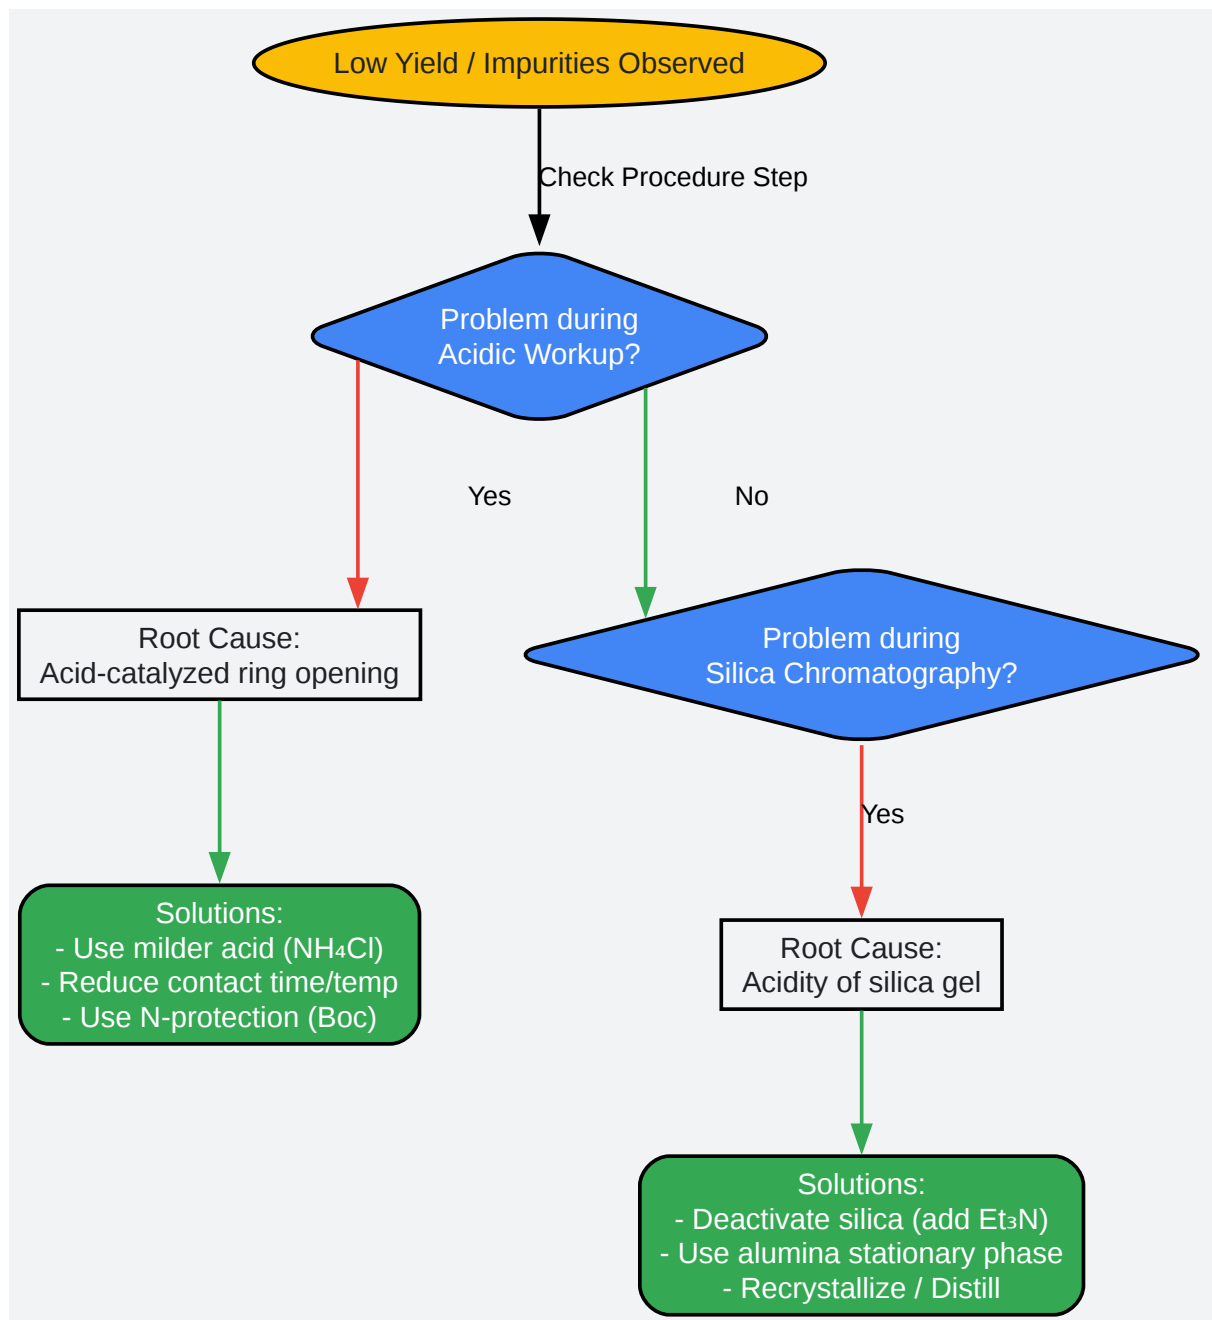 Low Yield / Impurities Observed
Check Procedure Step
Problem during
Acidic Workup?
Yes
No
Root Cause:
Acid-catalyzed ring opening
Problem during
Silica Chromatography?
Yes
Solutions:
- Use milder acid (NH₄Cl)
- Reduce contact time/temp
- Use N-protection (Boc)
Root Cause:
Acidity of silica gel
Solutions:
- Deactivate silica (add Et₃N)
- Use alumina stationary phase
- Recrystallize / Distill